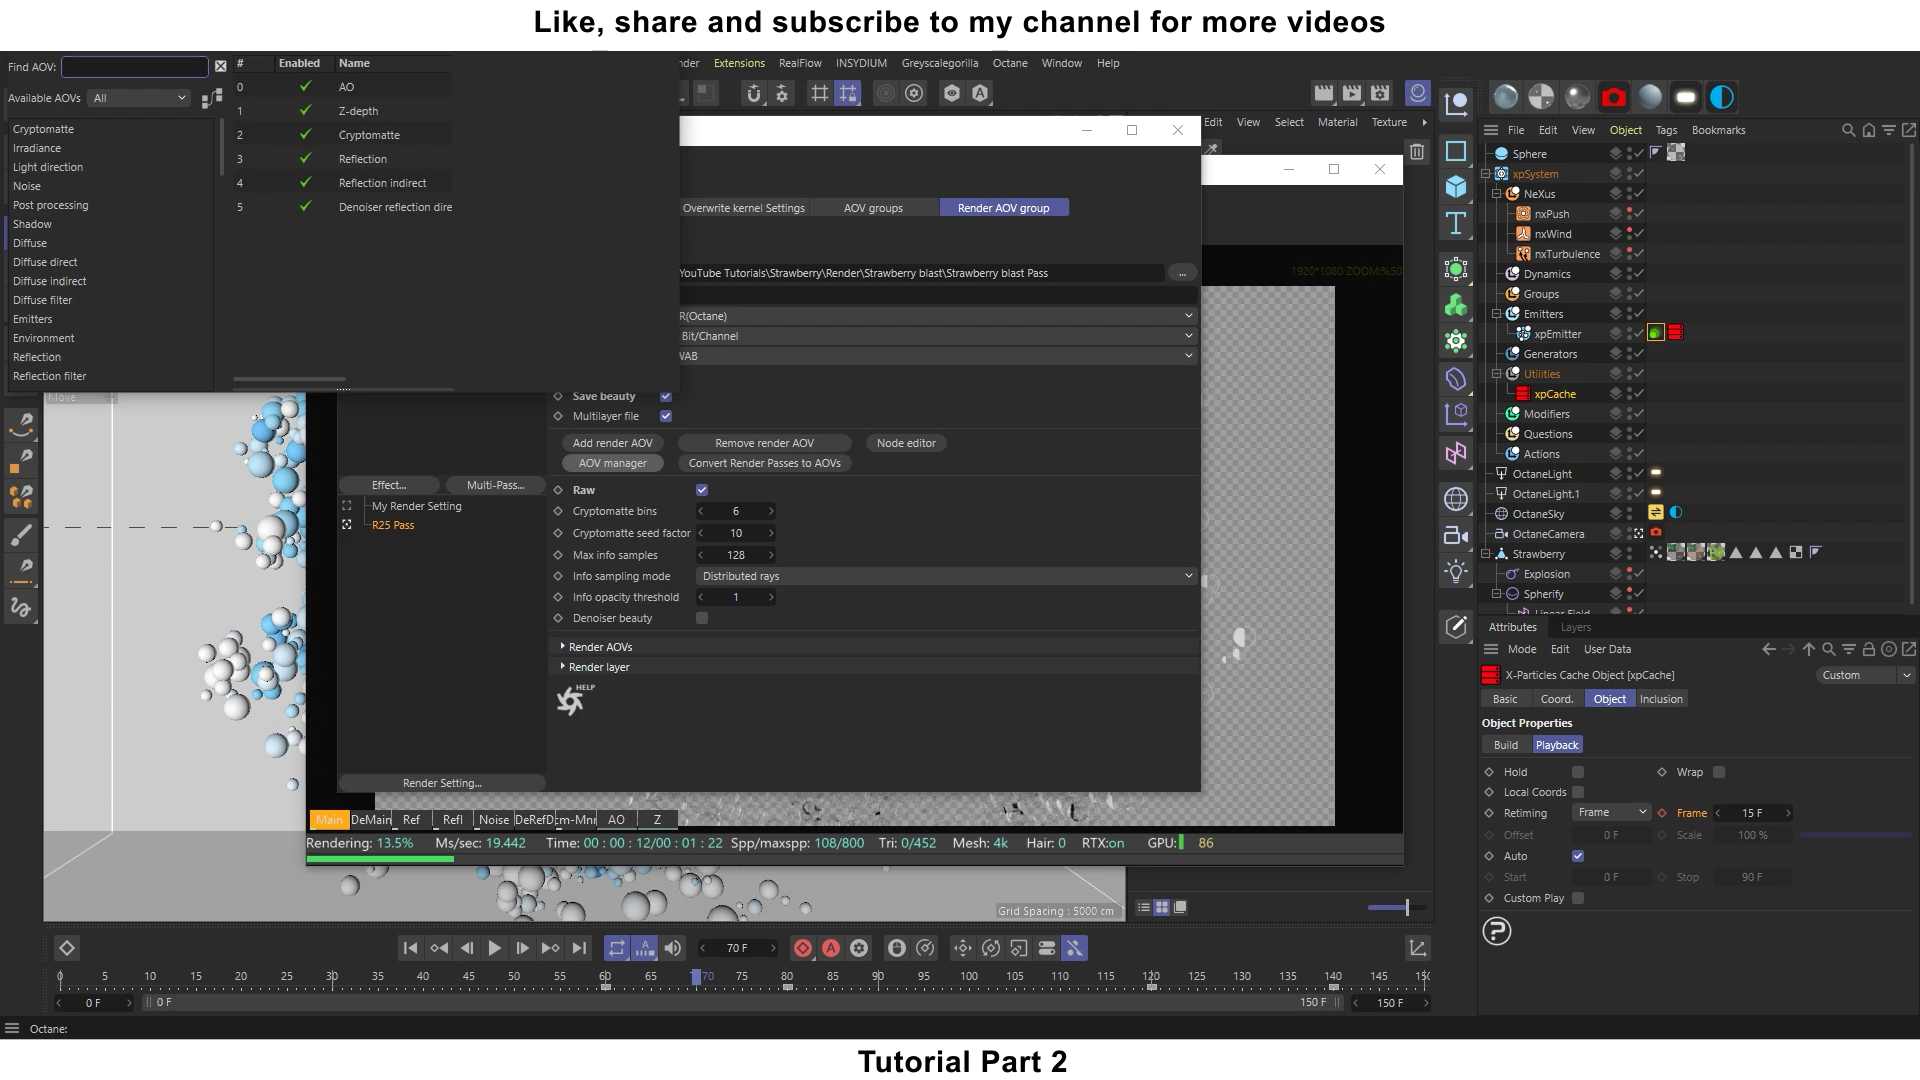 Like, share and subscribe to my channel for more videos
Find AOV:
# Enabled Name
Available AOVs All
0 AO
1 Z-depth
2 Cryptomatte
3 Reflection
4 Reflection indirect
5 Denoiser reflection dire
Cryptomatte
Irradiance
Light direction
Noise
Post processing
Shadow
Diffuse
Diffuse direct
Diffuse indirect
Diffuse filter
Emitters
Environment
Reflection
Reflection filter
nder Extensions RealFlow INSYDIUM Greyscalegorilla Octane Window Help
Edit View Select Material Texture
Overwrite kernel Settings AOV groups Render AOV group
YouTube Tutorials\Strawberry\Render\Strawberry blast\Strawberry blast Pass ...
1920*1080 ZOOM:%50
R(Octane)
Bit/Channel
WAB
Move
Save beauty
Multilayer file
Add render AOV Remove render AOV Node editor
AOV manager Convert Render Passes to AOVs
Effect... Multi-Pass...
My Render Setting
R25 Pass
Raw
Cryptomatte bins 6
Cryptomatte seed factor 10
Max info samples 128
Info sampling mode Distributed rays
Info opacity threshold 1
Denoiser beauty
Render AOVs
Render layer
HELP
Render Setting...
Main DeMain Ref Refl Noise DeRefD :m-Mnr AO Z
Rendering: 13.5% Ms/sec: 19.442 Time: 00 : 00 : 12/00 : 01 : 22 Spp/maxspp: 108/800 Tri: 0/452 Mesh: 4k Hair: 0 RTX:on GPU: 86
Grid Spacing : 5000 cm
File Edit View Object Tags Bookmarks
Sphere
xpSystem
NeXus
nxPush
nxWind
nxTurbulence
Dynamics
Groups
Emitters
xpEmitter
Generators
Utilities
xpCache
Modifiers
Questions
Actions
OctaneLight
OctaneLight.1
OctaneSky
OctaneCamera
Strawberry
Explosion
Spherify
Linear Field
Attributes Layers
Mode Edit User Data
X-Particles Cache Object [xpCache] Custom
Basic Coord. Object Inclusion
Object Properties
Build Playback
Hold Wrap
Local Coords
Retiming Frame Frame 15 F
Offset 0 F Scale 100 %
Auto
Start 0 F Stop 90 F
Custom Play
70 F
0 5 10 15 20 25 30 35 40 45 50 55 60 65 70 75 80 85 90 95 100 105 110 115 120 125 130 135 140 145 150
0 F 0 F 150 F 150 F
Octane:
Tutorial Part 2